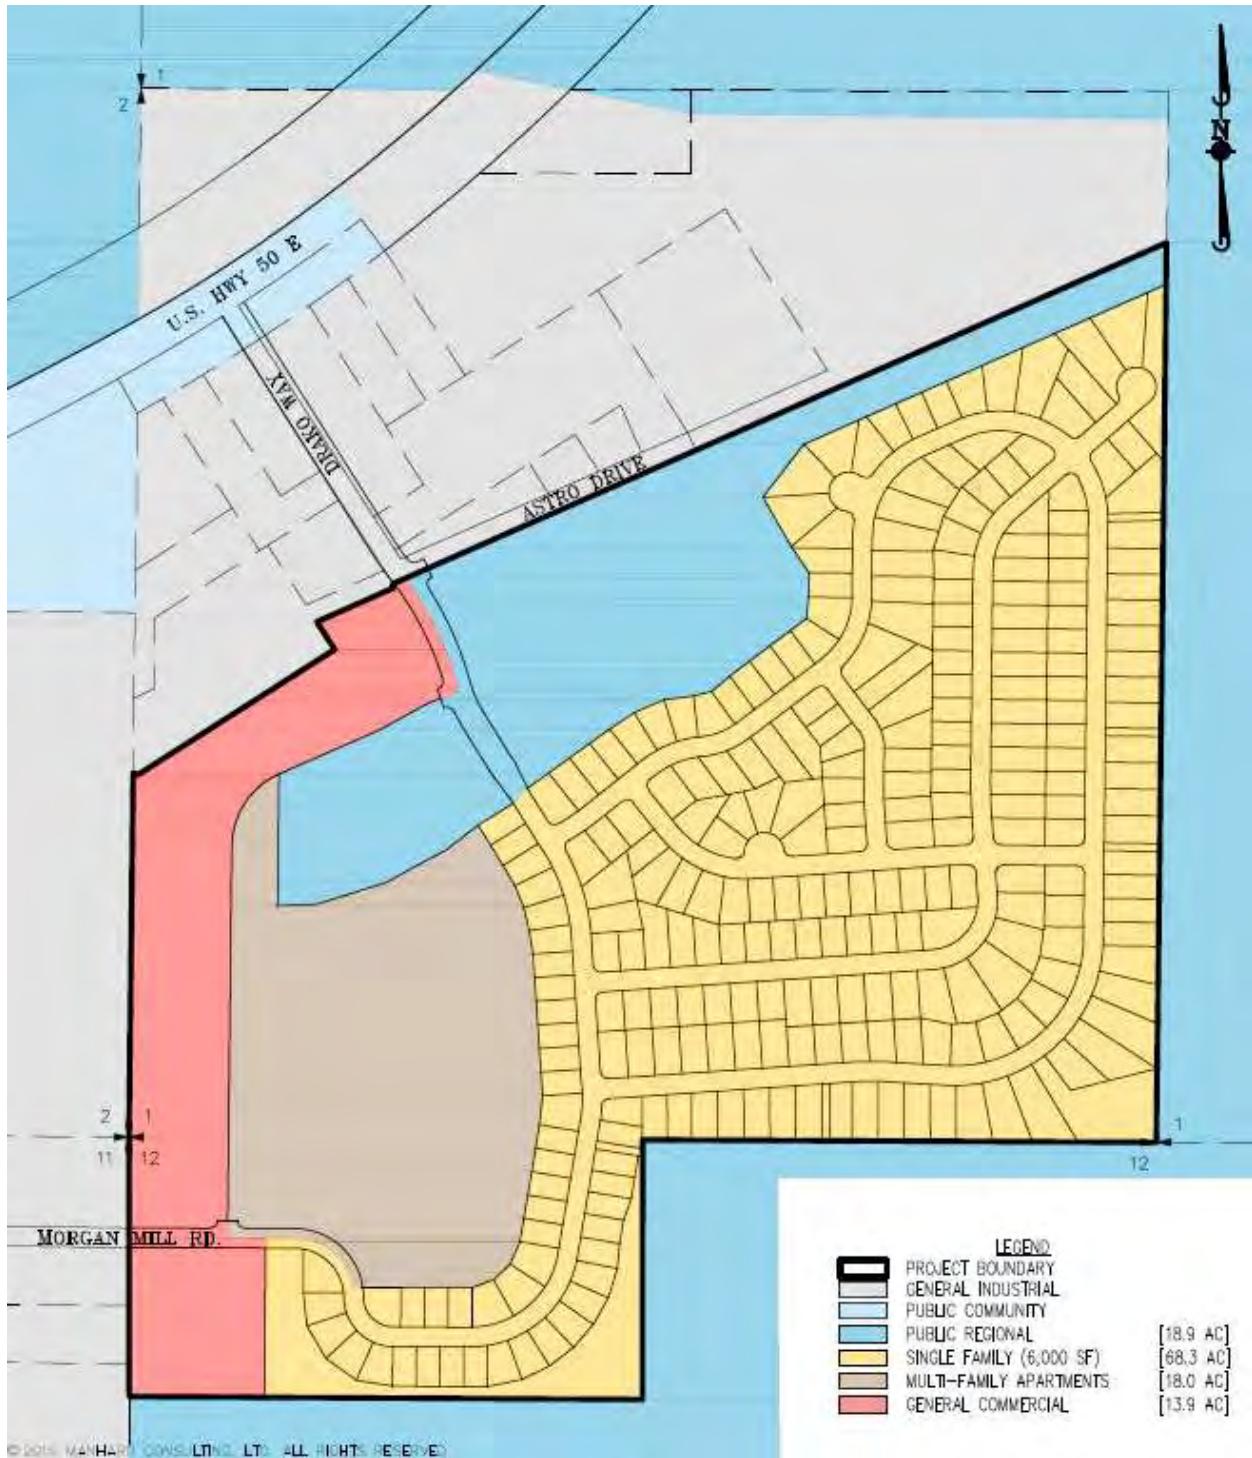 1
2
N
U.S. HWY 50 E
DRAKO WAY
ASTRO DRIVE
2 1
11 12
1
12
MORGAN MILL RD.
LEGEND
PROJECT BOUNDARY
GENERAL INDUSTRIAL
PUBLIC COMMUNITY
PUBLIC REGIONAL [18.9 AC]
SINGLE FAMILY (6,000 SF) [68.3 AC]
MULTI-FAMILY APARTMENTS [18.0 AC]
GENERAL COMMERCIAL [13.9 AC]
CONSULTING, LTD. ALL RIGHTS RESERVED